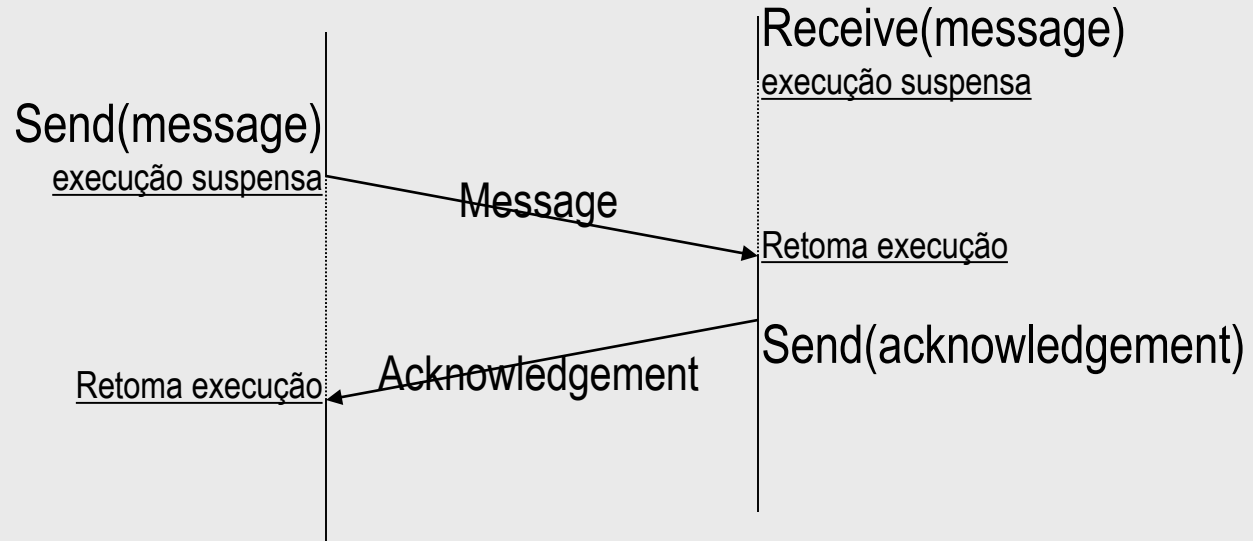 Receive(message)
execução suspensa
Send(message)
execução suspensa
Message
Retoma execução
Send(acknowledgement)
Acknowledgement
Retoma execução